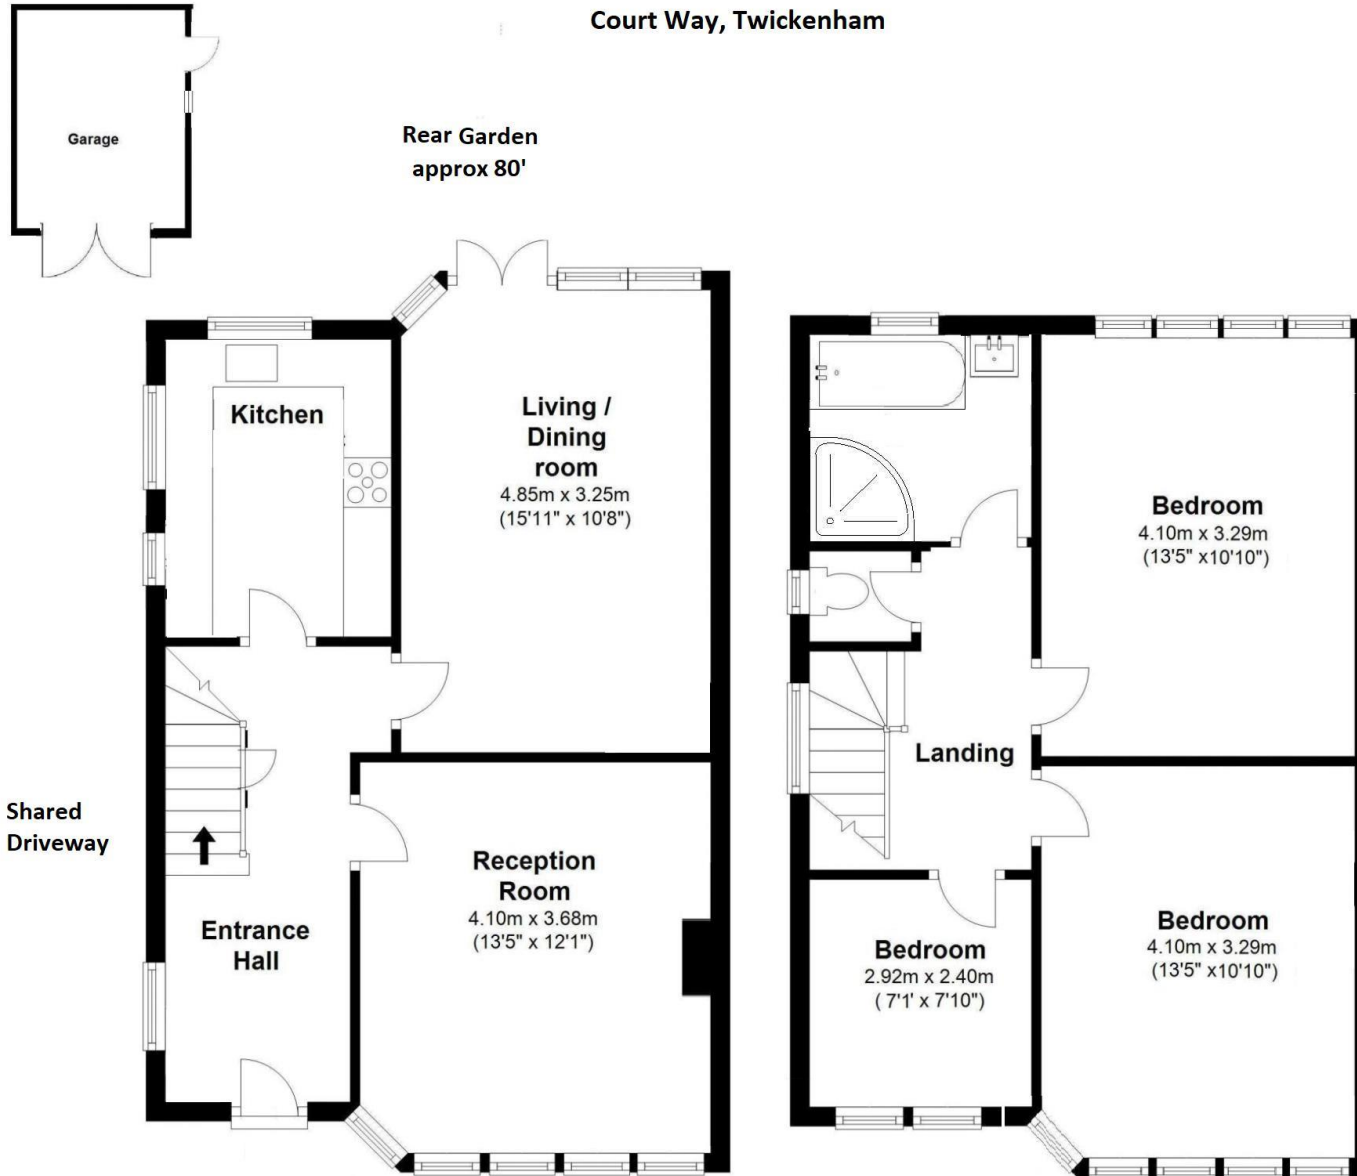 Court Way, Twickenham
Garage
Rear Garden
approx 80'
Kitchen
Living /
Dining
room
4.85m x 3.25m
(15'11" x 10'8")
Shared
Driveway
Entrance
Hall
Reception
Room
4.10m x 3.68m
(13'5" x 12'1")
Bedroom
4.10m x 3.29m
(13'5" x10'10")
Landing
Bedroom
2.92m x 2.40m
( 7'1' x 7'10")
Bedroom
4.10m x 3.29m
(13'5" x10'10")